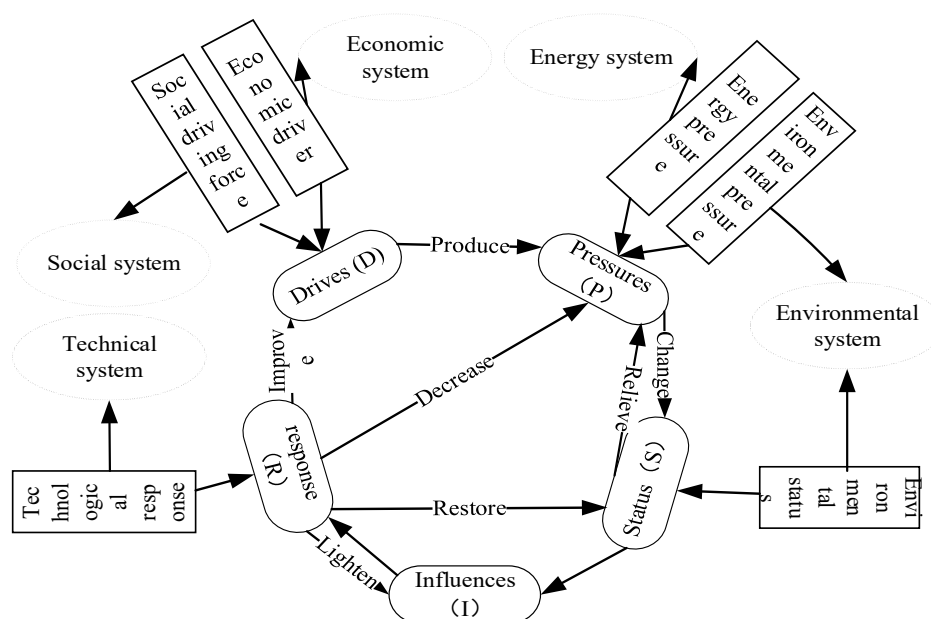 Economic
system
Energy system
Soc
ial
driv
ing
forc
e
Eco
no
mic
driv
er
Ene
rgy
pre
ssur
e
Env
iron
me
ntal
pre
ssur
e
Social system
Drives (D)
Produce
Pressures
（P）
Environmental
system
Technical
system
Improv
e
Decrease
Relieve
Change
response
（R）
Status（S）
Tec
hnol
ogic
al
resp
onse
Restore
Envi
ron
men
tal
statu
s
Lighten
Influences
（I）